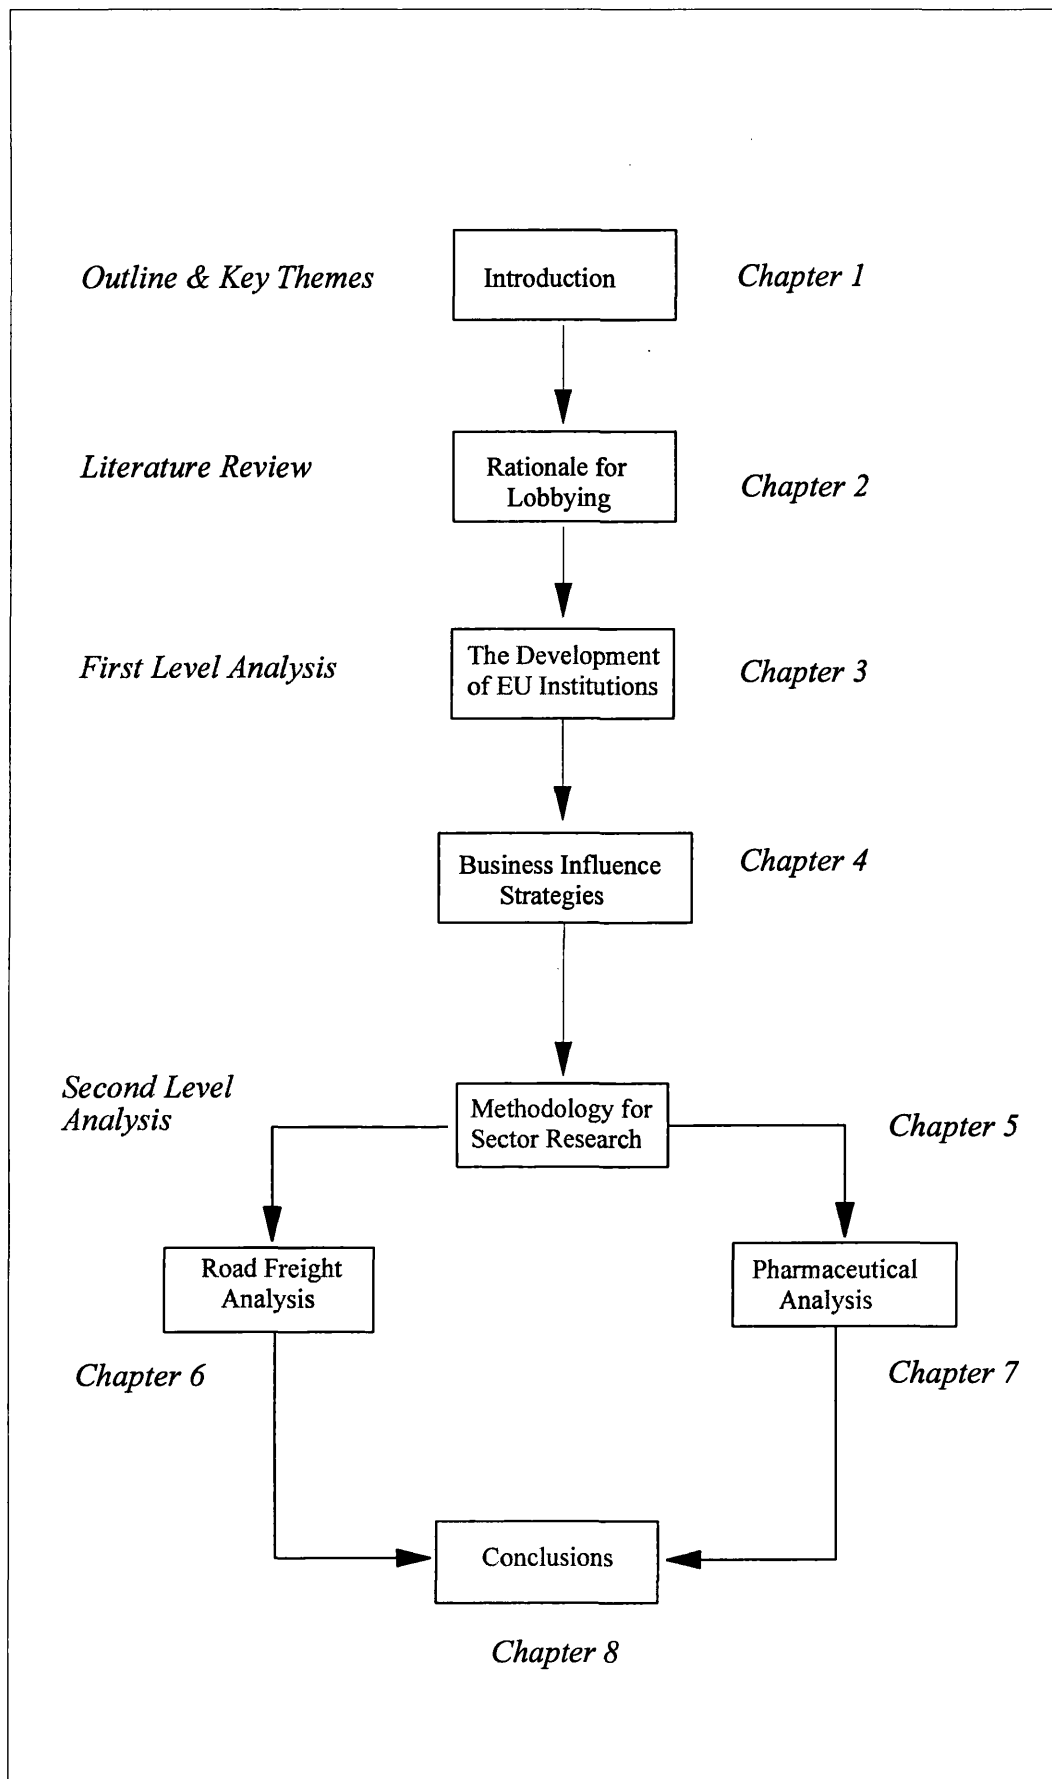 Outline & Key Themes
Introduction
Chapter 1
Literature Review
Rationale for
Lobbying
Chapter 2
First Level Analysis
The Development
of EU Institutions
Chapter 3
Business Influence
Strategies
Chapter 4
Second Level
Analysis
Methodology for
Sector Research
Chapter 5
Road Freight
Analysis
Pharmaceutical
Analysis
Chapter 6
Chapter 7
Conclusions
Chapter 8